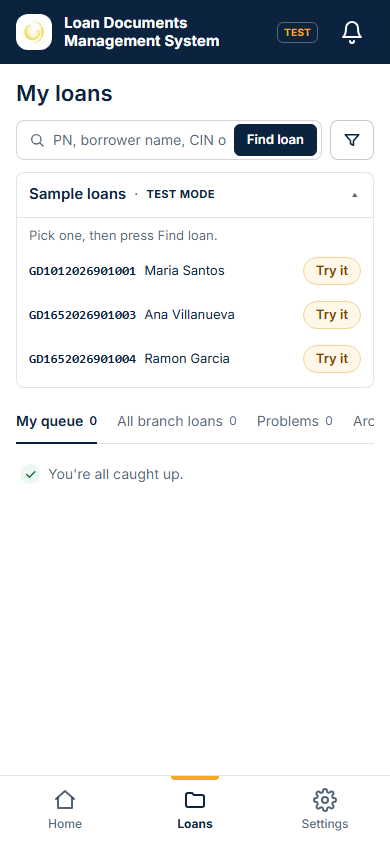 Loan Documents
Management System
TEST
My loans
PN, borrower name, CIN o
Find loan
Sample loans · TEST MODE
Pick one, then press Find loan.
GD1012026901001 Maria Santos Try it
GD1652026901003 Ana Villanueva Try it
GD1652026901004 Ramon Garcia Try it
My queue 0 All branch loans 0 Problems 0 Arc
You're all caught up.
Home Loans Settings